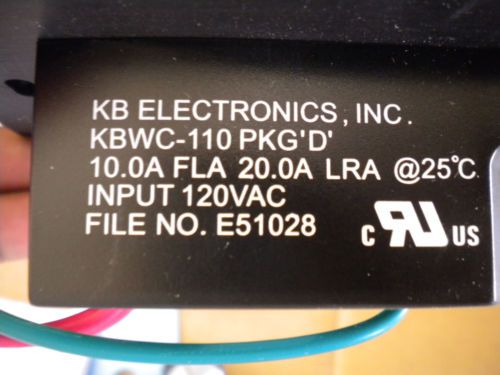 KB ELECTRONICS, INC.
KBWC-110 PKG'D'
10.0A FLA 20.0A LRA @25°C
INPUT 120VAC
FILE NO. E51028
C RU US